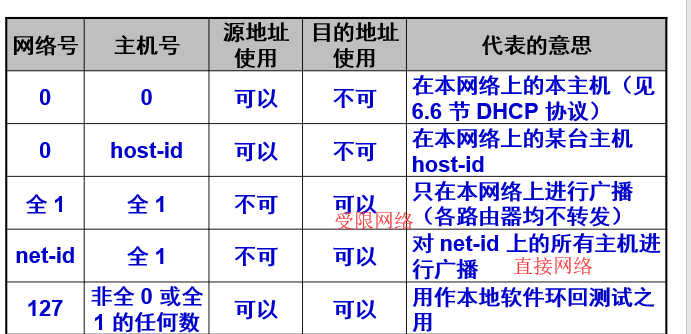 网络号 主机号 源地址 目的地址 代表的意思
使用 使用
0 0 可以 不可 在本网络上的本主机（见
6.6 节 DHCP 协议）
0 host-id 可以 不可 在本网络上的某台主机
host-id
全 1 全 1 不可 可以 只在本网络上进行广播
受限网络 （各路由器均不转发）
net-id 全 1 不可 可以 对 net-id 上的所有主机进
行广播 直接网络
127 非全 0 或全 可以 可以 用作本地软件环回测试之
1 的任何数 用